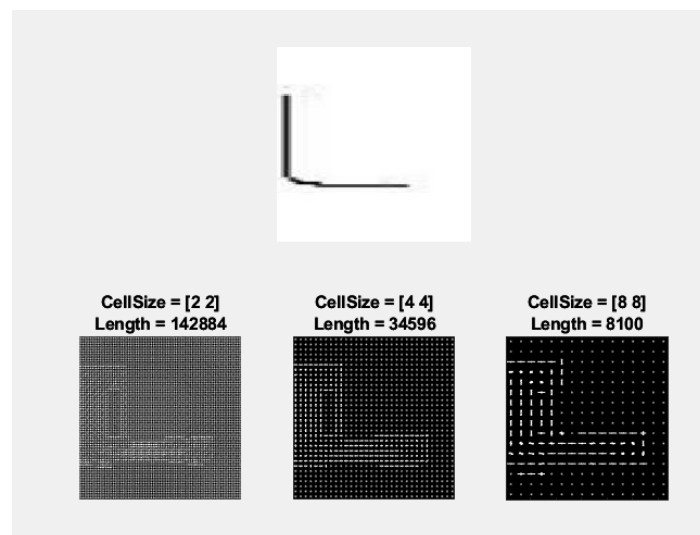 CellSize = [2 2]
Length = 142884
CellSize = [4 4]
Length = 34596
CellSize = [8 8]
Length = 8100